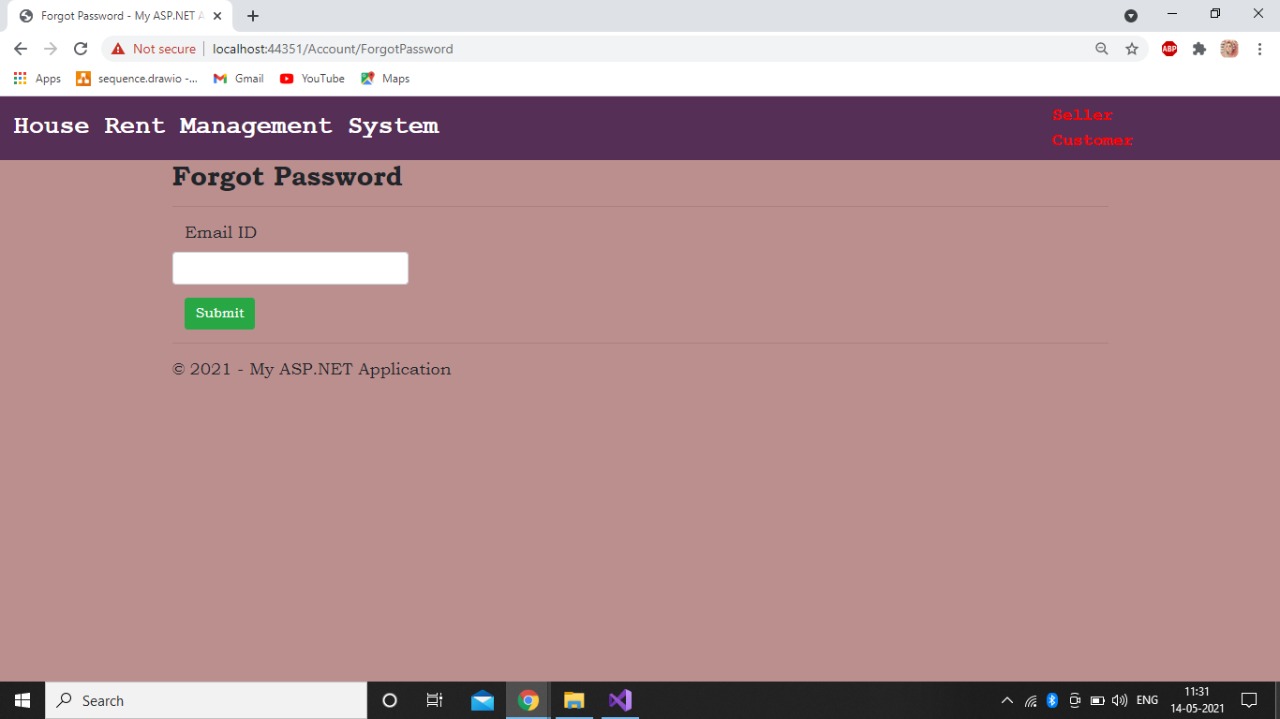 Forgot Password - My ASP.NET A
Not secure
localhost:44351/Account/ForgotPassword
ABP
Apps
sequence.drawio -...
Gmail
YouTube
Maps
House Rent Management System
Seller
Customer
Forgot Password
Email ID
Submit
© 2021 - My ASP.NET Application
Search
ENG
11:31
14-05-2021